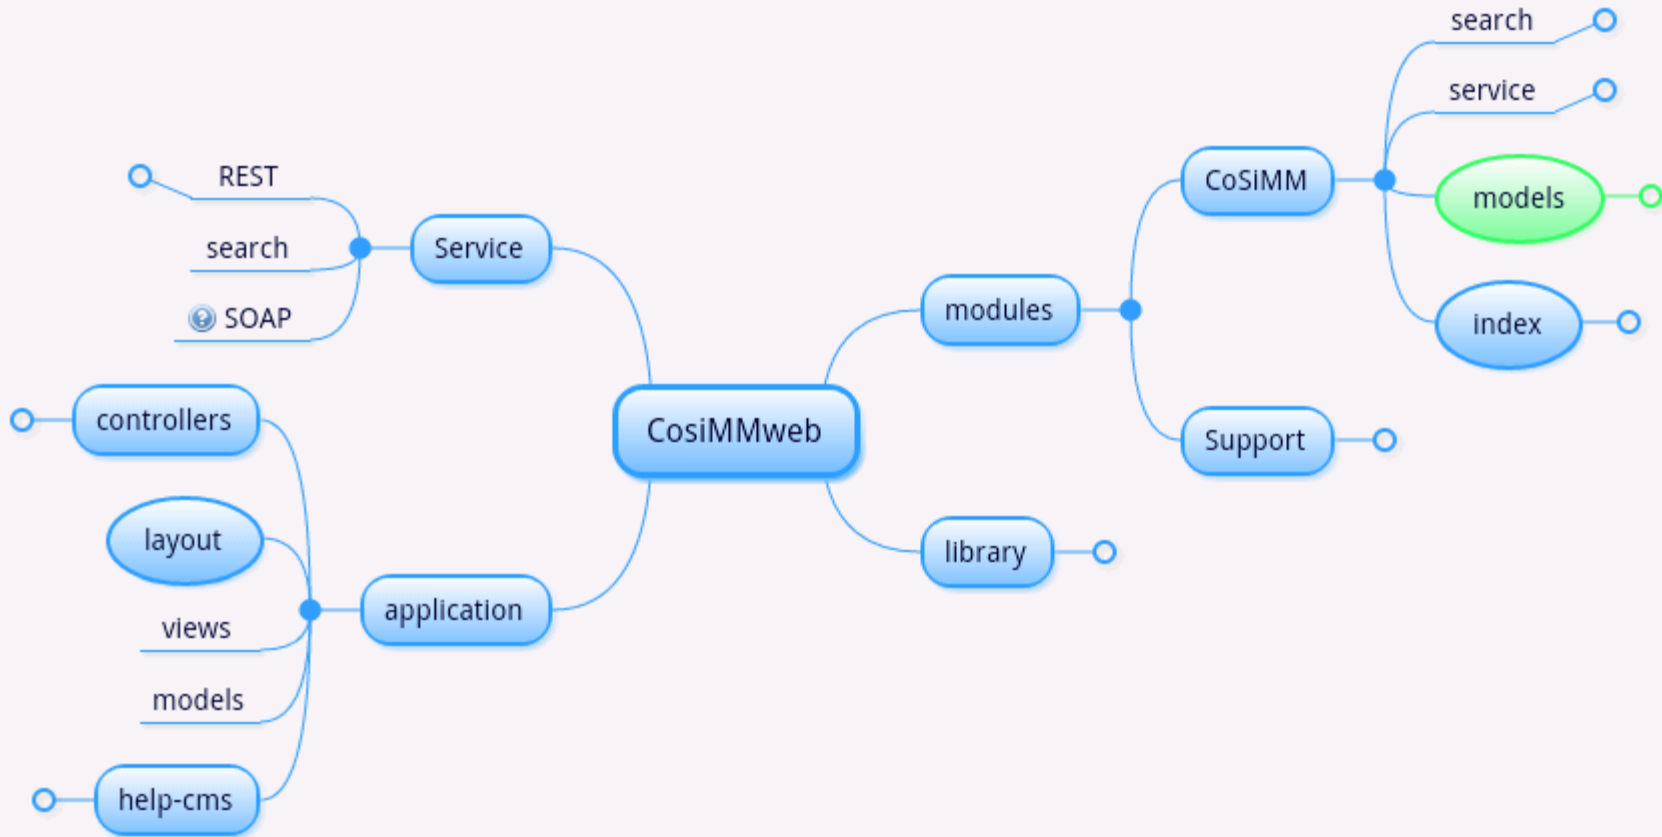 search
service
CoSiMM
models
index
REST
search
SOAP
Service
modules
Support
controllers
CosiMMweb
layout
library
application
views
models
help-cms